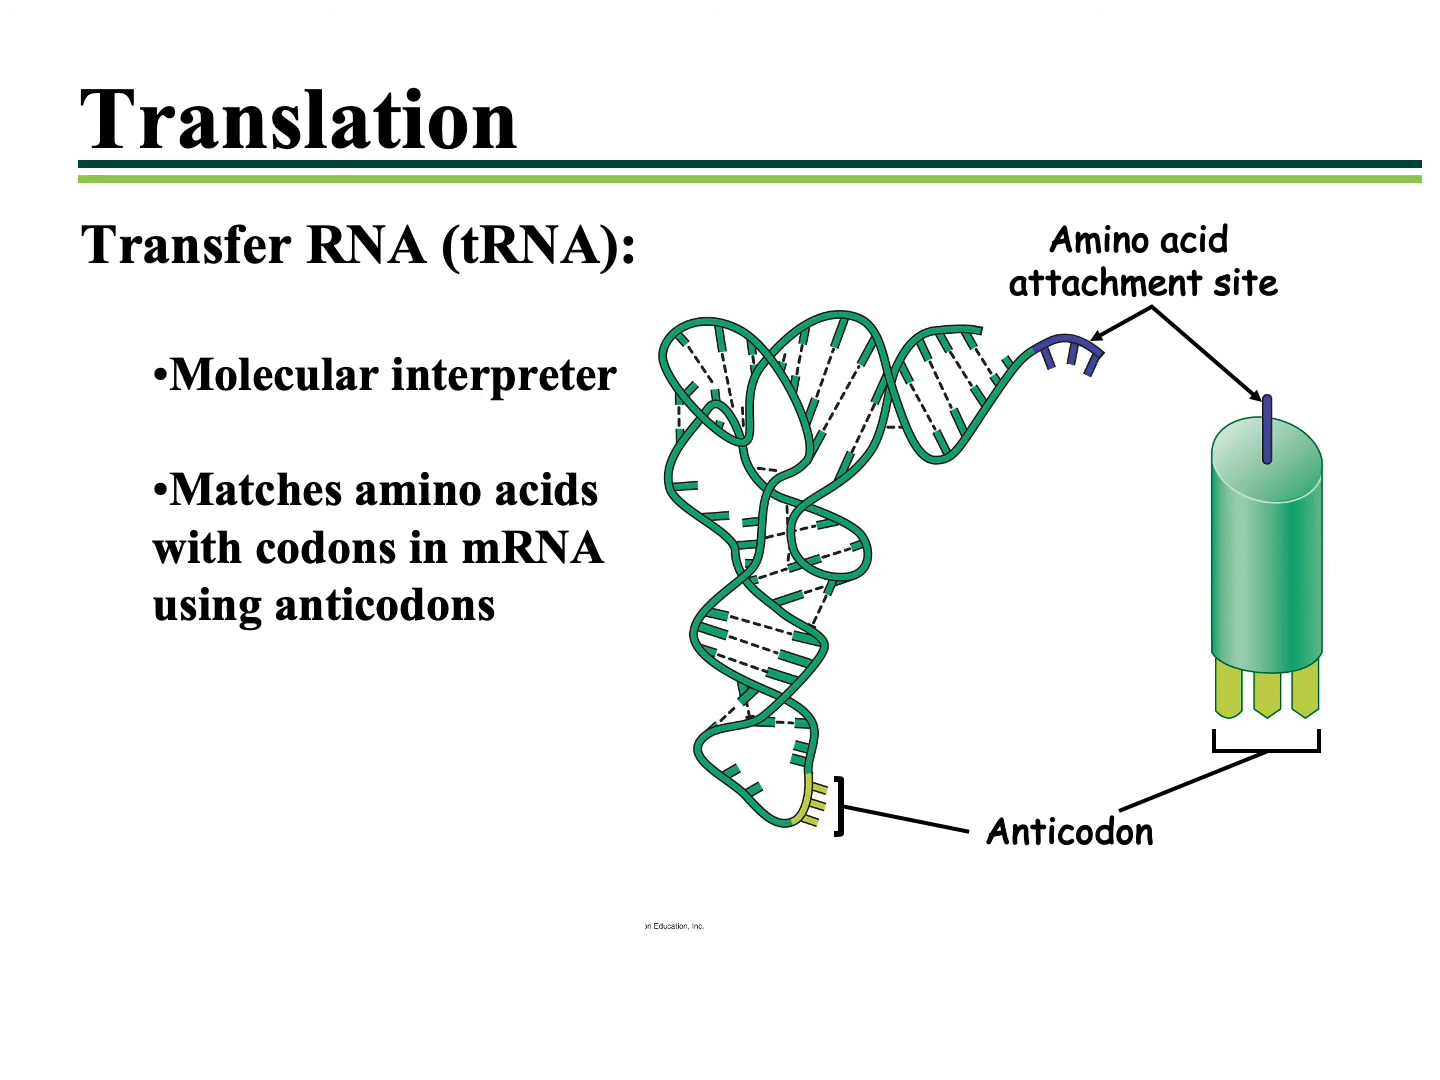 Translation
Transfer RNA (tRNA):
•Molecular interpreter
•Matches amino acids
with codons in mRNA
using anticodons
Amino acid
attachment site
Anticodon
on Education, Inc.